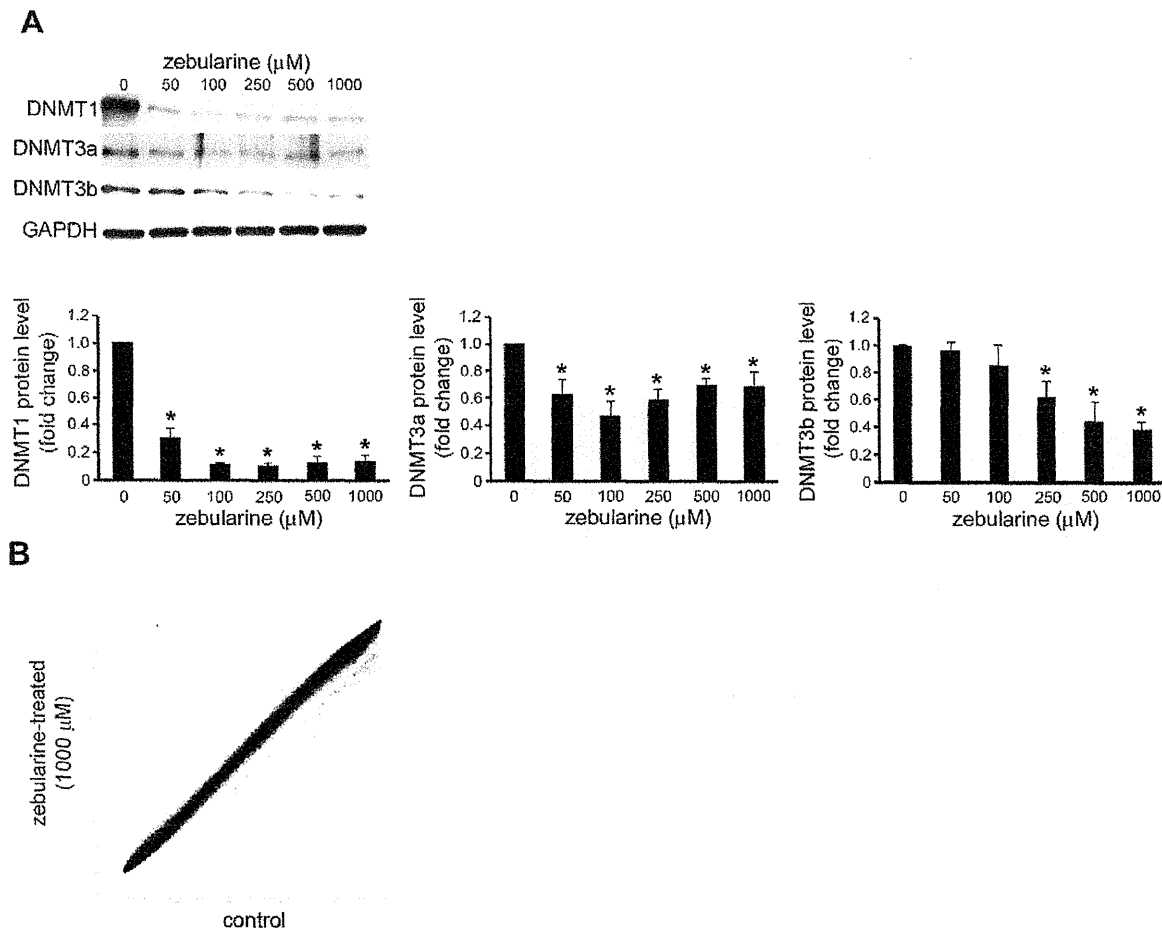 A
zebularine (μM)
0 50 100 250 500 1000
DNMT1
DNMT3a
DNMT3b
GAPDH
DNMT1 protein level
(fold change)
1.2
1.0
0.8
0.6
0.4
0.2
0
* * * * *
0 50 100 250 500 1000
zebularine (μM)
DNMT3a protein level
(fold change)
1.2
1.0
0.8
0.6
0.4
0.2
0
* * * * *
0 50 100 250 500 1000
zebularine (μM)
DNMT3b protein level
(fold change)
1.2
1.0
0.8
0.6
0.4
0.2
0
* * *
0 50 100 250 500 1000
zebularine (μM)
B
zebularine-treated
(1000 μM)
control